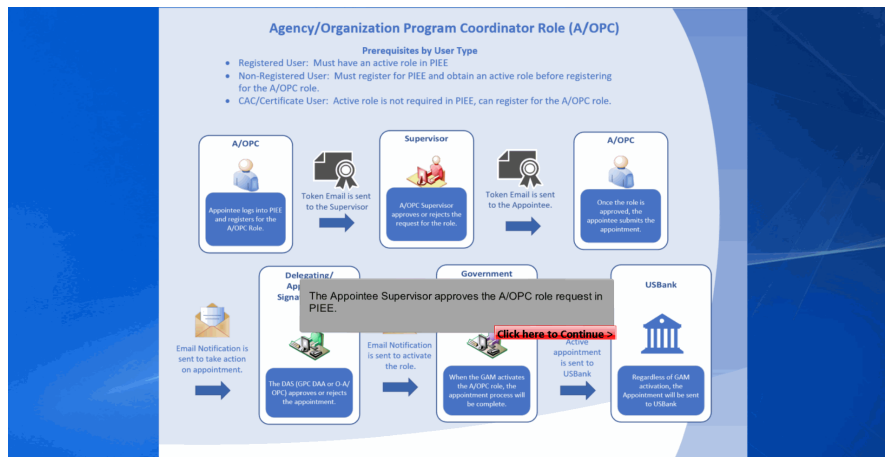 Agency/Organization Program Coordinator Role (A/OPC)
Prerequisites by User Type
• Registered User: Must have an active role in PIEE
• Non-Registered User: Must register for PIEE and obtain an active role before registering
for the A/OPC role.
• CAC/Certificate User: Active role is not required in PIEE, can register for the A/OPC role.
A/OPC
Appointee logs into PIEE
and registers for the
A/OPC Role.
Token Email is sent
to the Supervisor
Supervisor
A/OPC Supervisor
approves or rejects the
request for the role.
Token Email is sent
to the Appointee.
A/OPC
Once the role is
approved, the
appointee submits the
appointment.
Email Notification is
sent to take action
on appointment.
Delegating/
The DAS (GPC DAA or O-A/
OPC) approves or rejects
the appointment.
The Appointee Supervisor approves the A/OPC role request in
PIEE.
Click here to Continue >
Email Notification
is sent to activate
the role.
Government
When the GAM activates
the A/OPC role, the
appointment process will
be complete.
Active
appointment
is sent to
USBank
USBank
Regardless of GAM
activation, the
Appointment will be sent
to USBank